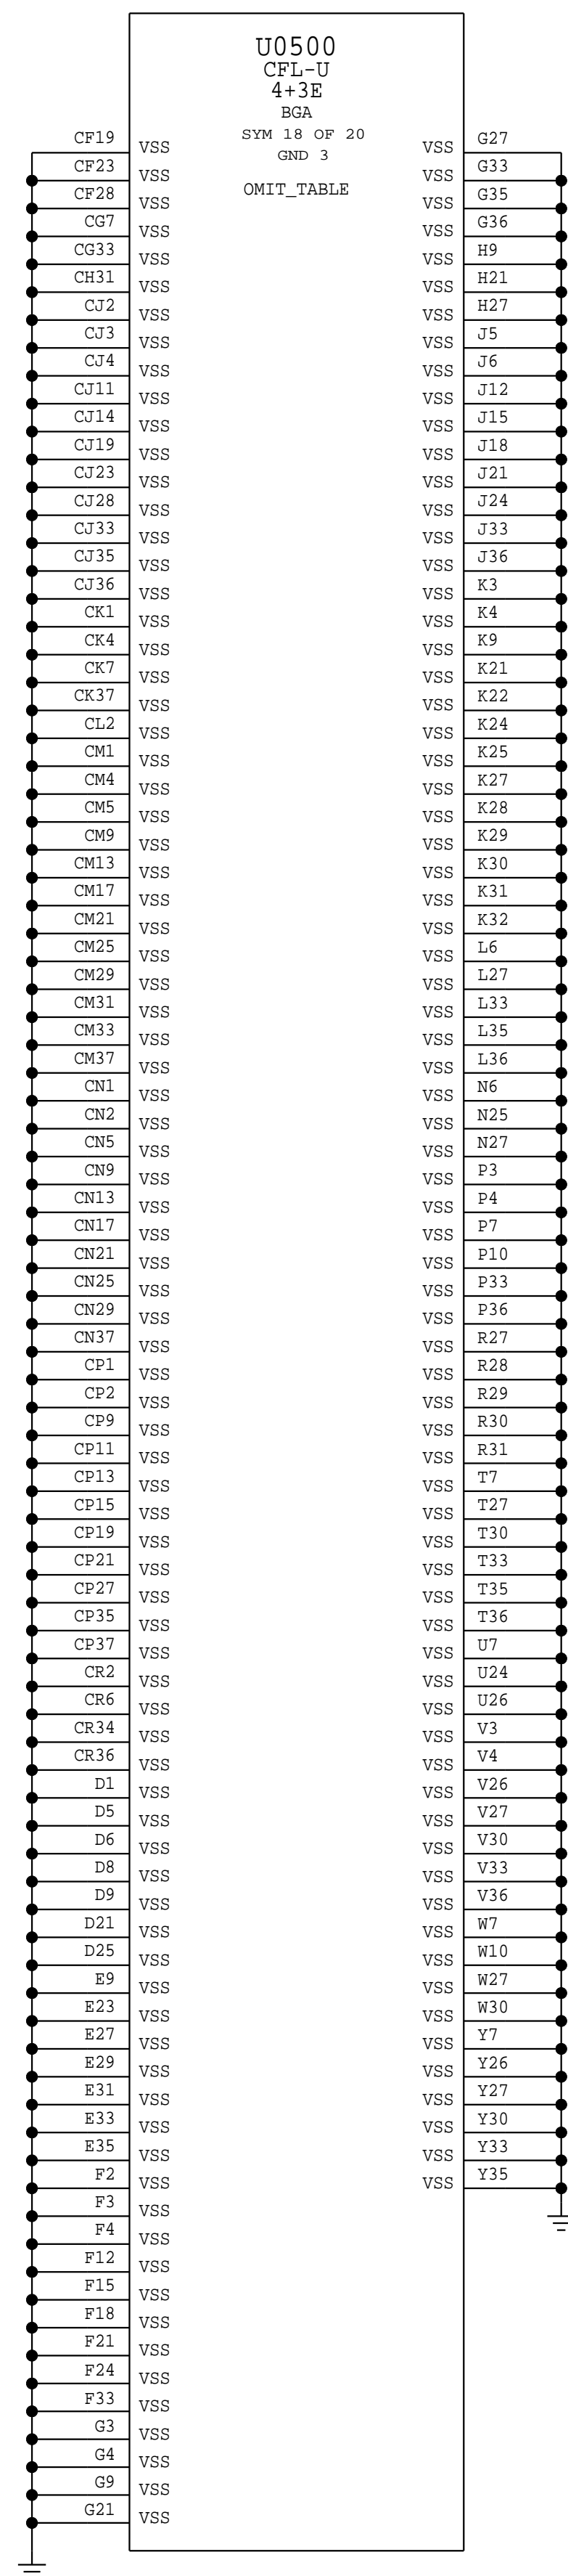 U0500
CFL-U
4+3E
BGA
SYM 18 OF 20
GND 3
OMIT_TABLE
CF19 VSS VSS G27
CF23 VSS VSS G33
CF28 VSS VSS G35
CG7 VSS VSS G36
CG33 VSS VSS H9
CH31 VSS VSS H21
CJ2 VSS VSS H27
CJ3 VSS VSS J5
CJ4 VSS VSS J6
CJ11 VSS VSS J12
CJ14 VSS VSS J15
CJ19 VSS VSS J18
CJ23 VSS VSS J21
CJ28 VSS VSS J24
CJ33 VSS VSS J33
CJ35 VSS VSS J36
CJ36 VSS VSS K3
CK1 VSS VSS K4
CK4 VSS VSS K9
CK7 VSS VSS K21
CK37 VSS VSS K22
CL2 VSS VSS K24
CM1 VSS VSS K25
CM4 VSS VSS K27
CM5 VSS VSS K28
CM9 VSS VSS K29
CM13 VSS VSS K30
CM17 VSS VSS K31
CM21 VSS VSS K32
CM25 VSS VSS L6
CM29 VSS VSS L27
CM31 VSS VSS L33
CM33 VSS VSS L35
CM37 VSS VSS L36
CN1 VSS VSS N6
CN2 VSS VSS N25
CN5 VSS VSS N27
CN9 VSS VSS P3
CN13 VSS VSS P4
CN17 VSS VSS P7
CN21 VSS VSS P10
CN25 VSS VSS P33
CN29 VSS VSS P36
CN37 VSS VSS R27
CP1 VSS VSS R28
CP2 VSS VSS R29
CP9 VSS VSS R30
CP11 VSS VSS R31
CP13 VSS VSS T7
CP15 VSS VSS T27
CP19 VSS VSS T30
CP21 VSS VSS T33
CP27 VSS VSS T35
CP35 VSS VSS T36
CP37 VSS VSS U7
CR2 VSS VSS U24
CR6 VSS VSS U26
CR34 VSS VSS V3
CR36 VSS VSS V4
D1 VSS VSS V26
D5 VSS VSS V27
D6 VSS VSS V30
D8 VSS VSS V33
D9 VSS VSS V36
D21 VSS VSS W7
D25 VSS VSS W10
E9 VSS VSS W27
E23 VSS VSS W30
E27 VSS VSS Y7
E29 VSS VSS Y26
E31 VSS VSS Y27
E33 VSS VSS Y30
E35 VSS VSS Y33
F2 VSS VSS Y35
F3 VSS
F4 VSS
F12 VSS
F15 VSS
F18 VSS
F21 VSS
F24 VSS
F33 VSS
G3 VSS
G4 VSS
G9 VSS
G21 VSS